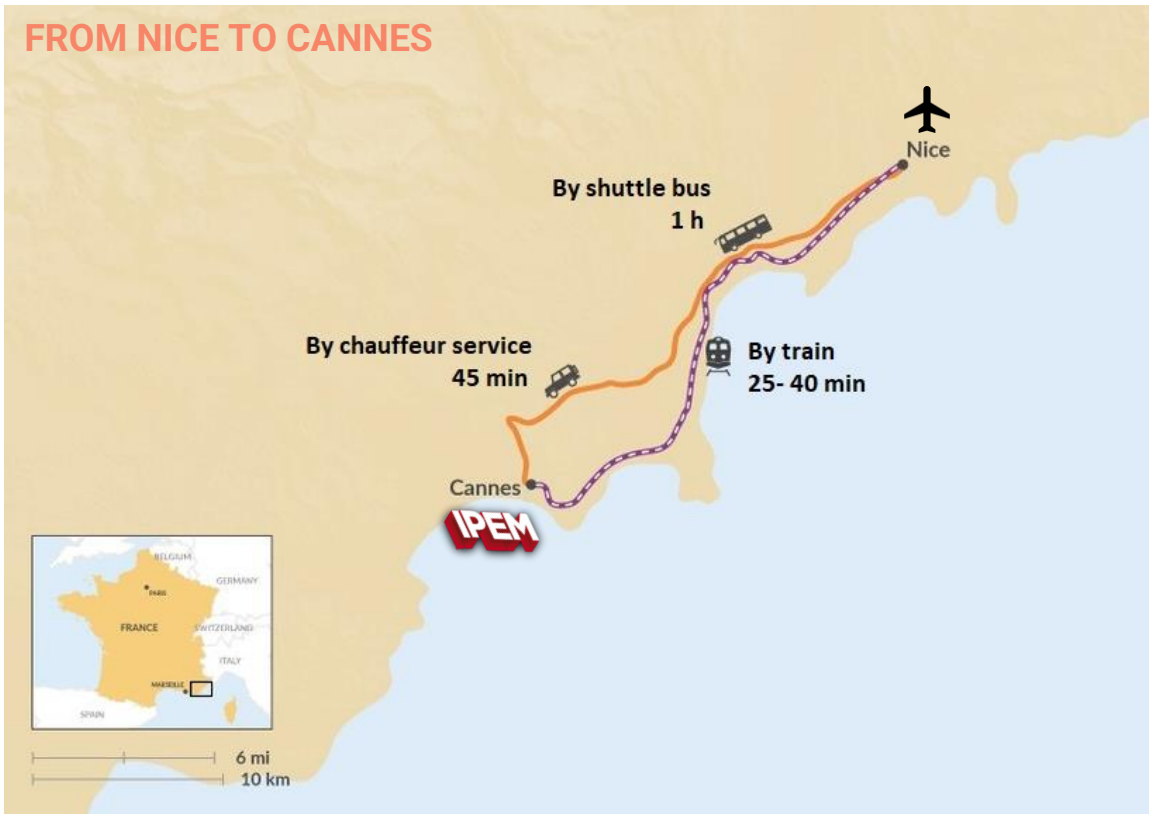 FROM NICE TO CANNES
Nice
By shuttle bus
1 h
By chauffeur service
45 min
By train
25- 40 min
Cannes
IPEM
BELGIUM
GERMANY
PARIS
FRANCE
SWITZERLAND
ITALY
MARSEILLE
SPAIN
6 mi
10 km